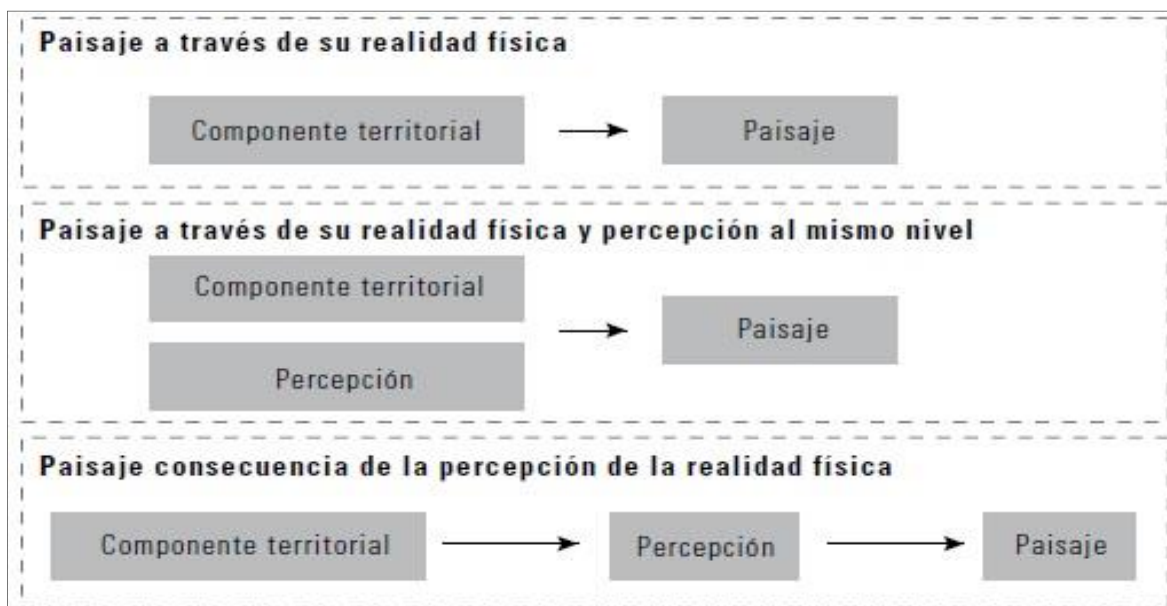 Paisaje a través de su realidad física
Componente territorial
Paisaje
Paisaje a través de su realidad física y percepción al mismo nivel
Componente territorial
Paisaje
Percepción
Paisaje consecuencia de la percepción de la realidad física
Componente territorial
Percepción
Paisaje